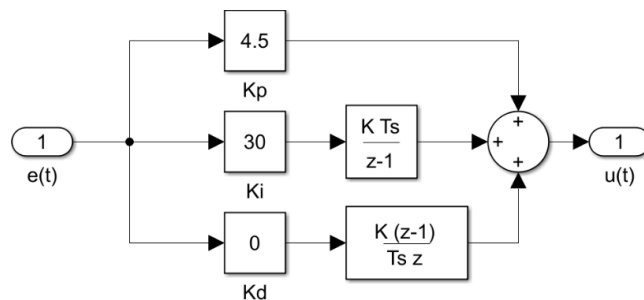 4.5
Kp
1
e(t)
30
Ki
K Ts
z-1
+
+
+
1
u(t)
0
Kd
K (z-1)
Ts z